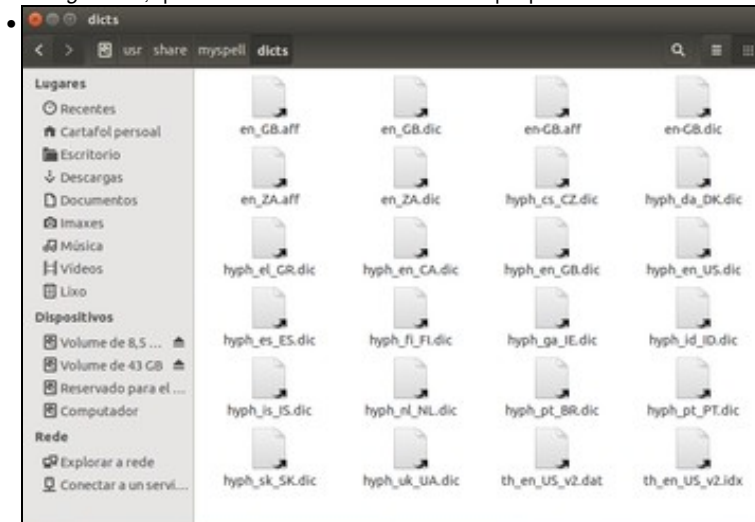 dicts
usr share myspell dicts
Lugares
Recentes
Cartafol persoal
Escritorio
Descargas
Documentos
Imaxes
Música
Vídeos
Lixo
Dispositivos
Volume de 8,5 ...
Volume de 43 GB
Reservado para el ...
Computador
Rede
Explorar a rede
Conectar a un servi...
en_GB.aff en_GB.dic en-GB.aff en-GB.dic
en_ZA.aff en_ZA.dic hyph_cs_CZ.dic hyph_da_DK.dic
hyph_el_GR.dic hyph_en_CA.dic hyph_en_GB.dic hyph_en_US.dic
hyph_es_ES.dic hyph_fi_FI.dic hyph_ga_IE.dic hyph_id_ID.dic
hyph_is_IS.dic hyph_nl_NL.dic hyph_pt_BR.dic hyph_pt_PT.dic
hyph_sk_SK.dic hyph_uk_UA.dic th_en_US_v2.dat th_en_US_v2.idx